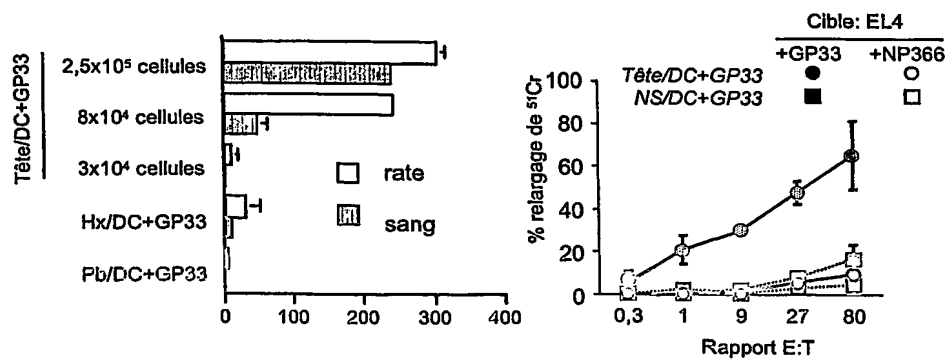 Tête/DC+GP33
2,5x10⁵ cellules
8x10⁴ cellules
3x10⁴ cellules
Hx/DC+GP33
Pb/DC+GP33
rate
sang
0 100 200 300 400
Cible: EL4
+GP33 +NP366
Tête/DC+GP33
NS/DC+GP33
% relargage de ⁵¹Cr
100
80
60
40
20
0
0,3 1 9 27 80
Rapport E:T